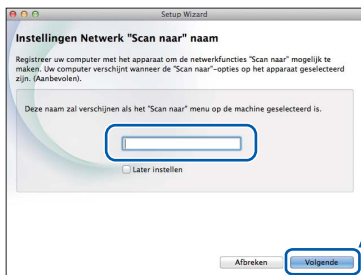 Setup Wizard
Instellingen Netwerk "Scan naar" naam
Registreer uw computer met het apparaat om de netwerkfuncties "Scan naar" mogelijk te
maken. Uw computer verschijnt wanneer de "Scan naar"-opties op het apparaat geselecteerd
zijn. (Aanbevolen).
Deze naam zal verschijnen als het "Scan naar" menu op de machine geselecteerd is.
Later instellen
Afbreken
Volgende